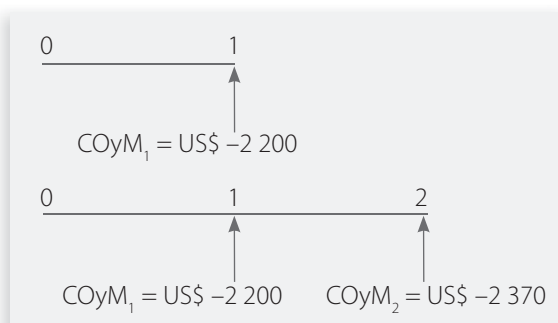 0 1
COyM₁ = US$ –2 200
0 1 2
COyM₁ = US$ –2 200 COyM₂ = US$ –2 370